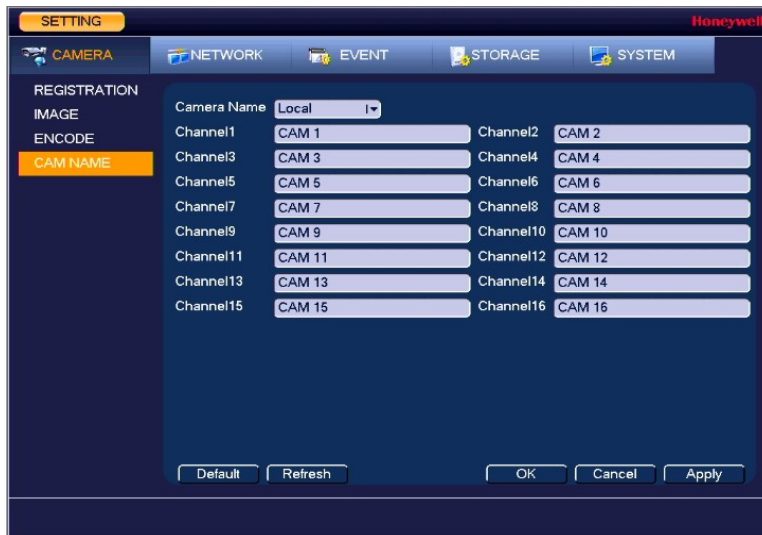 SETTING
Honeywell
CAMERA NETWORK EVENT STORAGE SYSTEM
REGISTRATION
IMAGE
ENCODE
CAM NAME
Camera Name Local
Channel1 CAM 1 Channel2 CAM 2
Channel3 CAM 3 Channel4 CAM 4
Channel5 CAM 5 Channel6 CAM 6
Channel7 CAM 7 Channel8 CAM 8
Channel9 CAM 9 Channel10 CAM 10
Channel11 CAM 11 Channel12 CAM 12
Channel13 CAM 13 Channel14 CAM 14
Channel15 CAM 15 Channel16 CAM 16
Default Refresh OK Cancel Apply